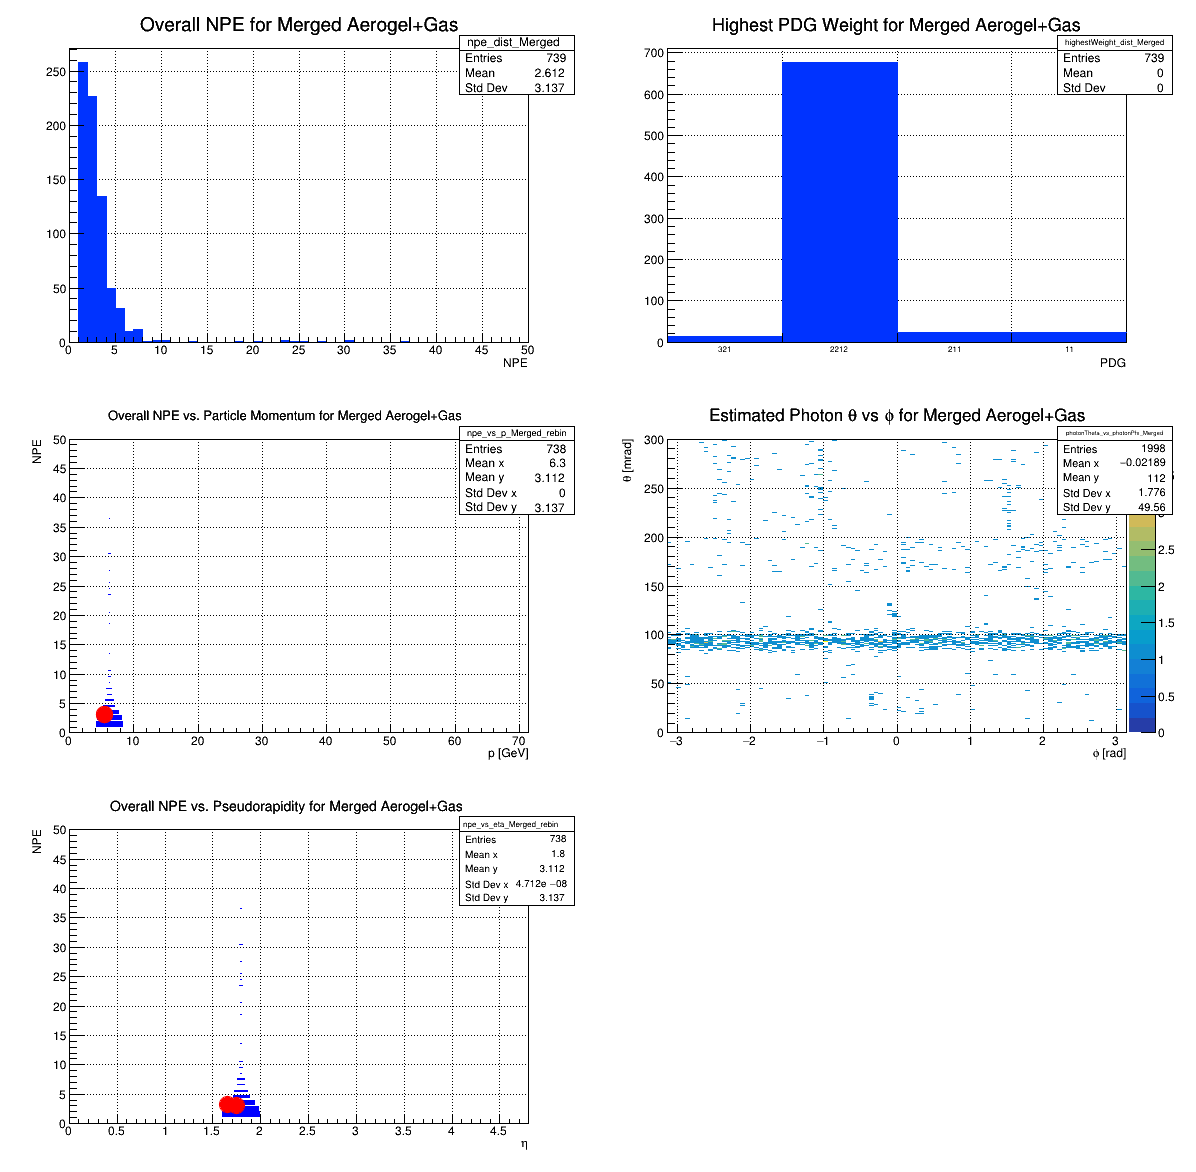 Overall NPE for Merged Aerogel+Gas
npe_dist_Merged
Entries 739
Mean 2.612
Std Dev 3.137
250
200
150
100
50
0
0 5 10 15 20 25 30 35 40 45 50
NPE
Highest PDG Weight for Merged Aerogel+Gas
highestWeight_dist_Merged
Entries 739
Mean 0
Std Dev 0
700
600
500
400
300
200
100
0
321 2212 211 11
PDG
Overall NPE vs. Particle Momentum for Merged Aerogel+Gas
npe_vs_p_Merged_rebin
Entries 738
Mean x 6.3
Mean y 3.112
Std Dev x 0
Std Dev y 3.137
NPE
50
45
40
35
30
25
20
15
10
5
0
0 10 20 30 40 50 60 70
p [GeV]
Estimated Photon θ vs ϕ for Merged Aerogel+Gas
photonTheta_vs_photonPhi_Merged
Entries 1998
Mean x −0.02189
Mean y 112
Std Dev x 1.776
Std Dev y 49.56
θ [mrad]
300
250
200
150
100
50
0
−3 −2 −1 0 1 2 3
ϕ [rad]
2.5
2
1.5
1
0.5
0
Overall NPE vs. Pseudorapidity for Merged Aerogel+Gas
npe_vs_eta_Merged_rebin
Entries 738
Mean x 1.8
Mean y 3.112
Std Dev x 4.712e −08
Std Dev y 3.137
NPE
50
45
40
35
30
25
20
15
10
5
0
0 0.5 1 1.5 2 2.5 3 3.5 4 4.5
η